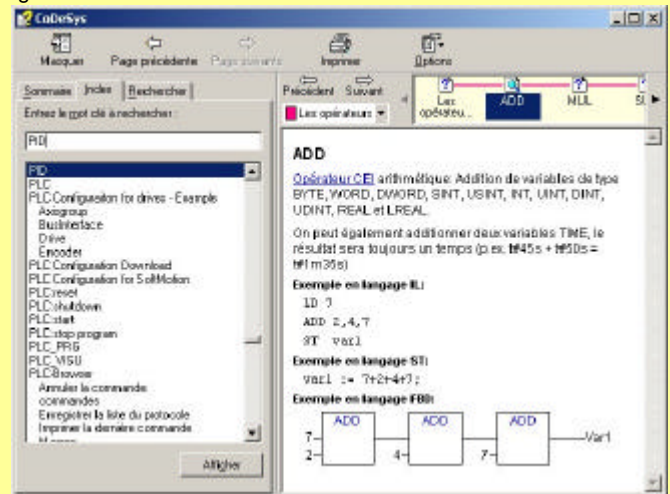 CoDeSys
Masquer Page précédente Page suivante Imprimer Options
Sommaire Index Rechercher
Entrez le mot clé à rechercher :
PID
PID
PLC
PLC Configuration for drives - Example
Axisgroup
BusInterface
Drive
Encoder
PLC Configuration Download
PLC Configuration for SoftMotion
PLC:reset
PLC:shutdown
PLC:start
PLC:stop program
PLC_PRG
PLC_VISU
PLC-Browser
Annuler la commande
commandes
Enregistrer la liste du protocole
Imprimer la dernière commande
Afficher
Précédent Suivant
Les opérateurs
Les opérateu...
ADD
MUL
ADD
Opérateur CEI arithmétique: Addition de variables de type
BYTE, WORD, DWORD, SINT, USINT, INT, UINT, DINT,
UDINT, REAL et LREAL.
On peut également additionner deux variables TIME, le
résultat sera toujours un temps (p.ex. t#45s + t#50s =
t#1m35s)
Exemple en langage IL:
LD 7
ADD 2,4,7
ST var1
Exemple en langage ST:
var1 := 7+2+4+7;
Exemple en langage FBD:
ADD ADD ADD
7
2 4 7 Var1